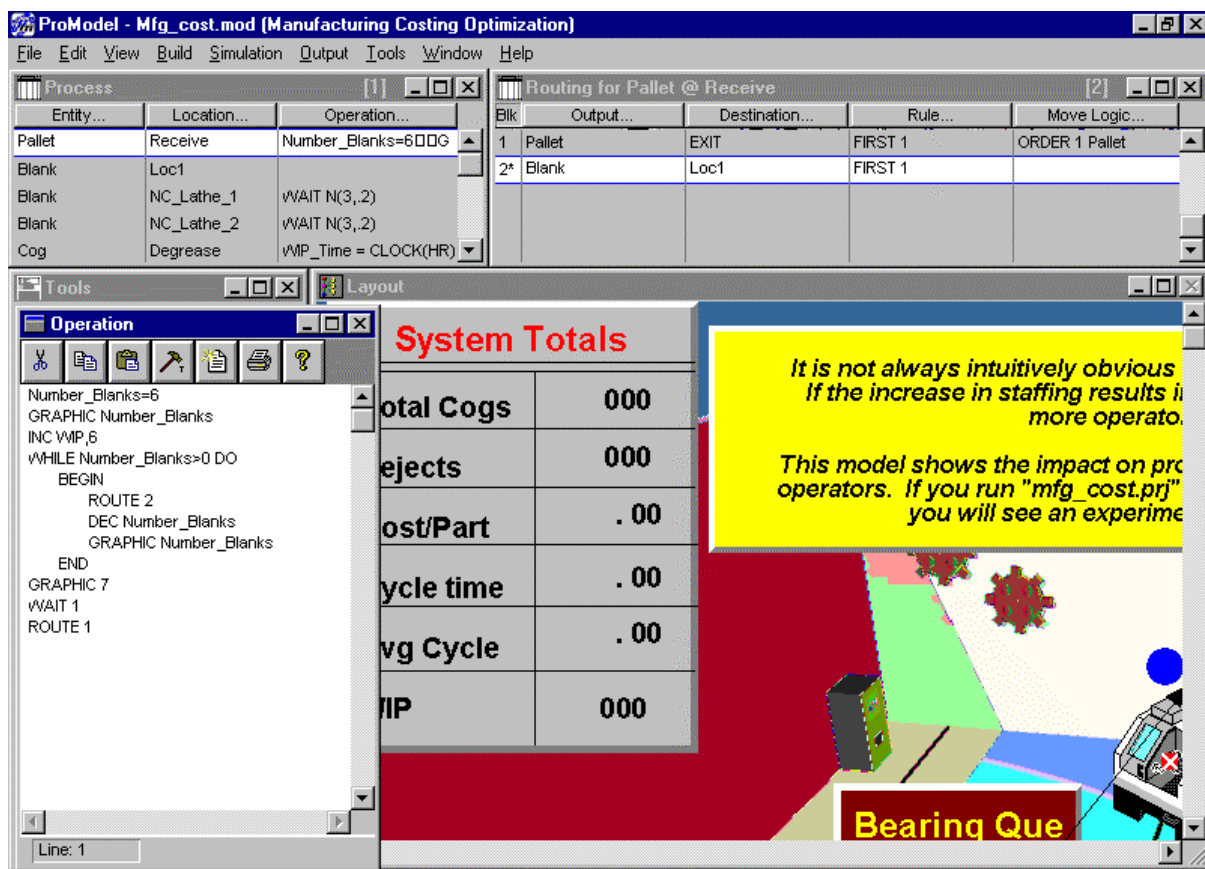 ProModel - Mfg_cost.mod (Manufacturing Costing Optimization)
File Edit View Build Simulation Output Tools Window Help
Process [1]
Entity... Location... Operation...
Pallet Receive Number_Blanks=6▯▯G
Blank Loc1
Blank NC_Lathe_1 WAIT N(3,.2)
Blank NC_Lathe_2 WAIT N(3,.2)
Cog Degrease WIP_Time = CLOCK(HR)
Routing for Pallet @ Receive [2]
Blk Output... Destination... Rule... Move Logic...
1 Pallet EXIT FIRST 1 ORDER 1 Pallet
2* Blank Loc1 FIRST 1
Tools
Operation
Number_Blanks=6
GRAPHIC Number_Blanks
INC WIP,6
WHILE Number_Blanks>0 DO
BEGIN
ROUTE 2
DEC Number_Blanks
GRAPHIC Number_Blanks
END
GRAPHIC 7
WAIT 1
ROUTE 1
Line: 1
Layout
System Totals
otal Cogs 000
ejects 000
ost/Part . 00
ycle time . 00
vg Cycle . 00
IP 000
It is not always intuitively obvious
If the increase in staffing results i
more operato
This model shows the impact on pro
operators. If you run "mfg_cost.prj"
you will see an experime
Bearing Que